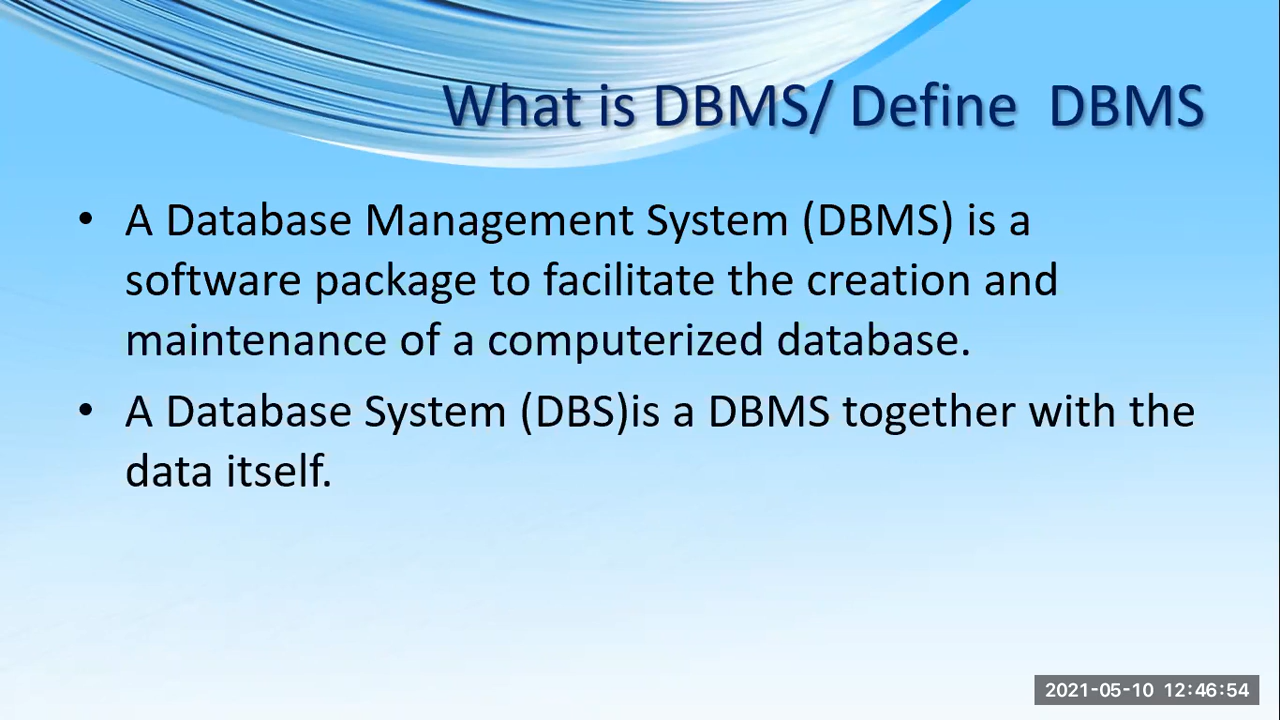 What is DBMS/ Define  DBMS
• A Database Management System (DBMS) is a
software package to facilitate the creation and
maintenance of a computerized database.
• A Database System (DBS)is a DBMS together with the
data itself.
2021-05-10 12:46:54